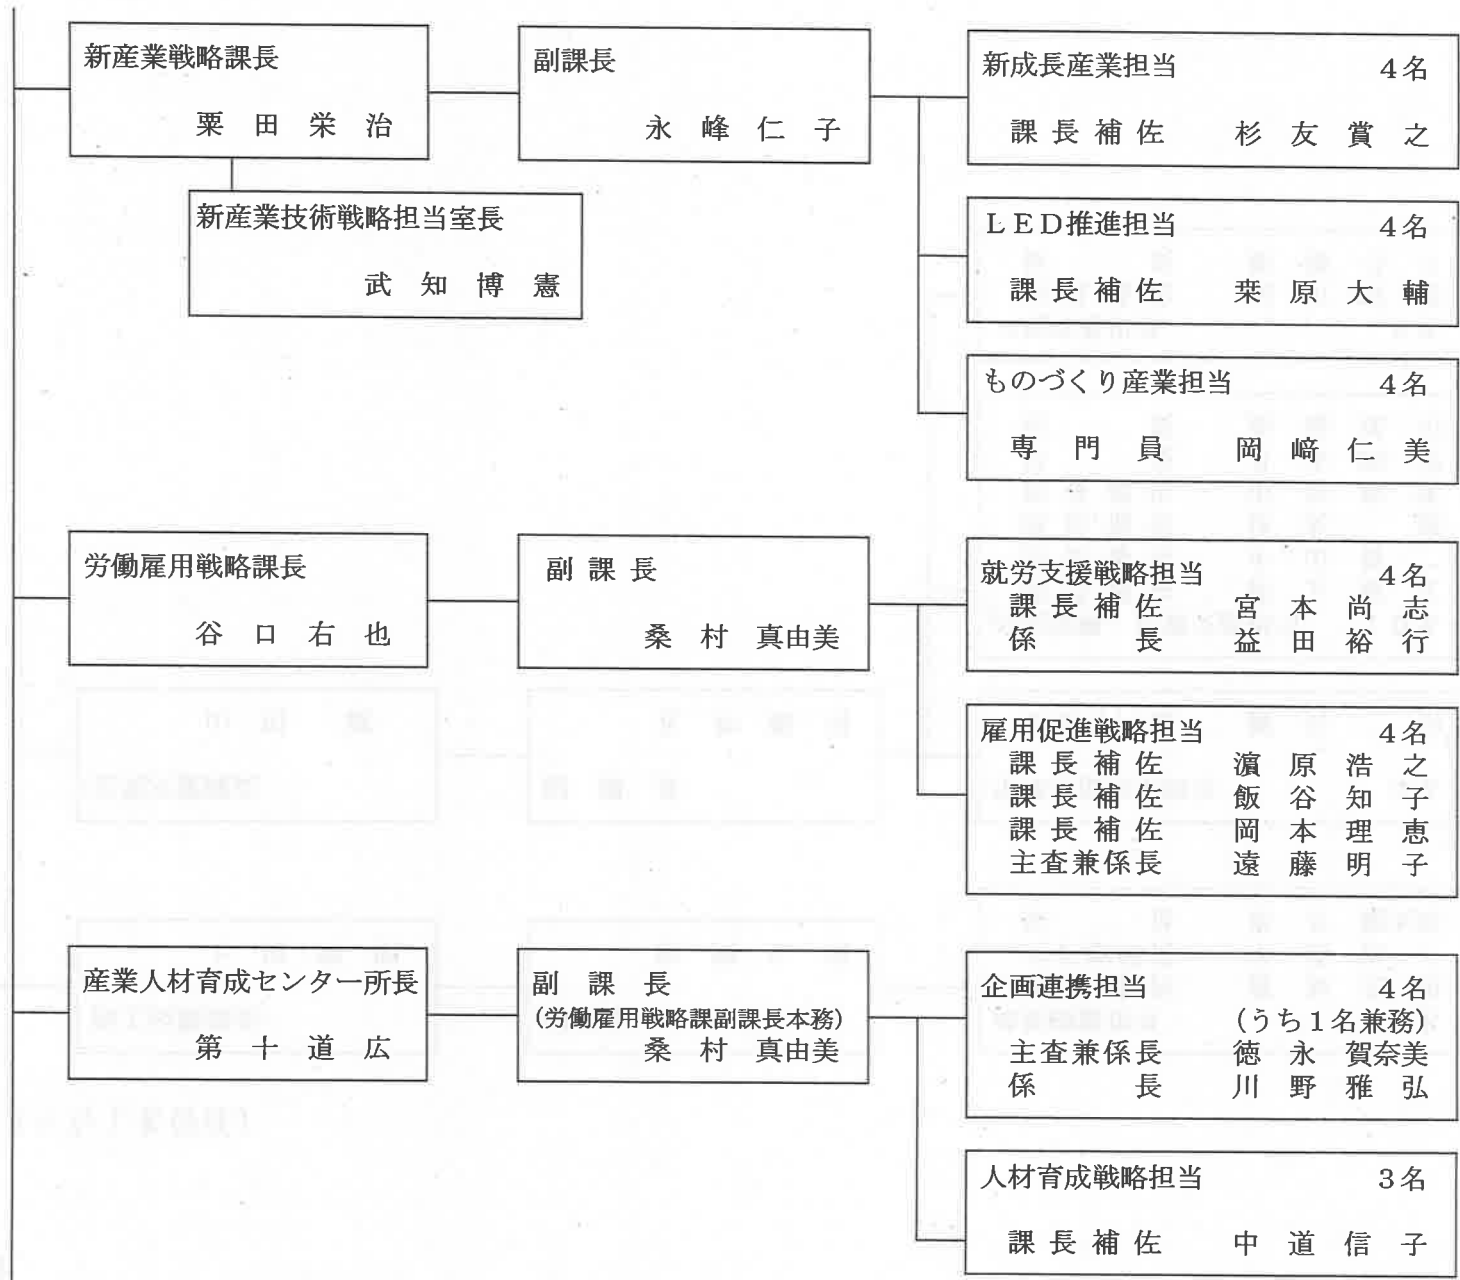 新産業戦略課長
粟田栄治
新産業技術戦略担当室長
武知博憲
副課長
永峰仁子
新成長産業担当 4名
課長補佐 杉友賞之
LED推進担当 4名
課長補佐 桒原大輔
ものづくり産業担当 4名
専門員 岡﨑仁美
労働雇用戦略課長
谷口右也
副課長
桑村真由美
就労支援戦略担当 4名
課長補佐 宮本尚志
係長 益田裕行
雇用促進戦略担当 4名
課長補佐 濵原浩之
課長補佐 飯谷知子
課長補佐 岡本理恵
主査兼係長 遠藤明子
産業人材育成センター所長
第十道広
副課長
(労働雇用戦略課副課長本務)
桑村真由美
企画連携担当 4名
(うち1名兼務)
主査兼係長 徳永賀奈美
係長 川野雅弘
人材育成戦略担当 3名
課長補佐 中道信子